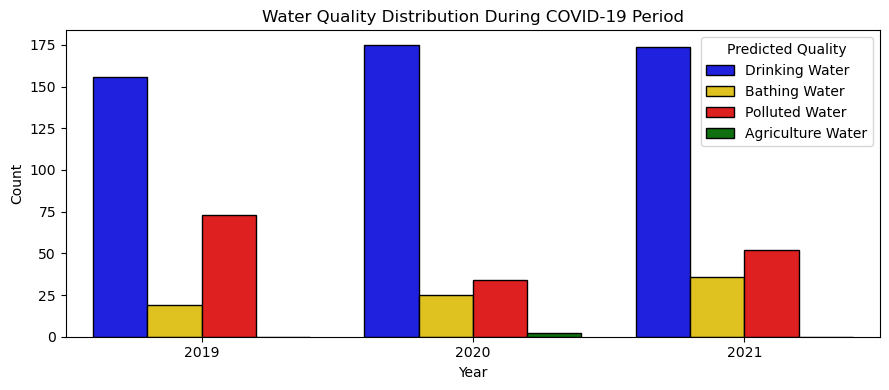 Water Quality Distribution During COVID-19 Period
Predicted Quality
Drinking Water
Bathing Water
Polluted Water
Agriculture Water
Count
175
150
125
100
75
50
25
0
2019 2020 2021
Year